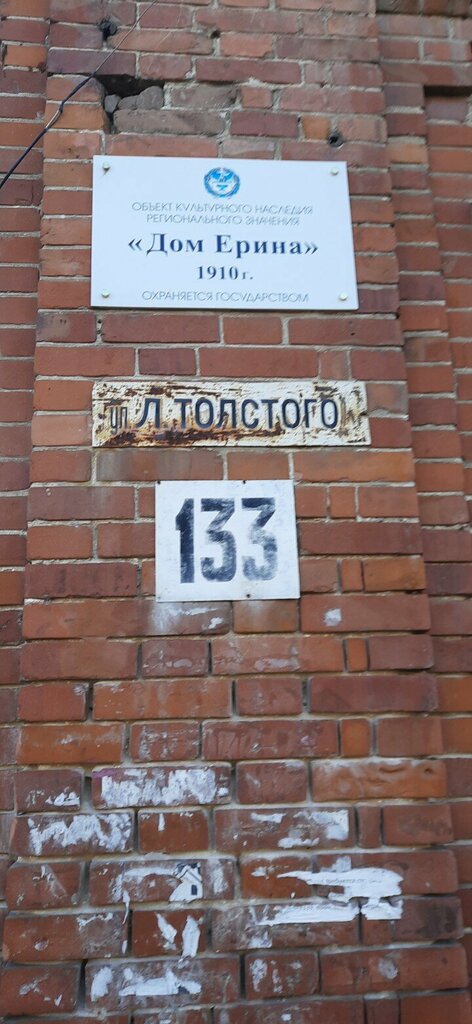 ОБЪЕКТ КУЛЬТУРНОГО НАСЛЕДИЯ
РЕГИОНАЛЬНОГО ЗНАЧЕНИЯ
«Дом Ерина»
1910 г.
ОХРАНЯЕТСЯ ГОСУДАРСТВОМ
ул Л.ТОЛСТОГО
133